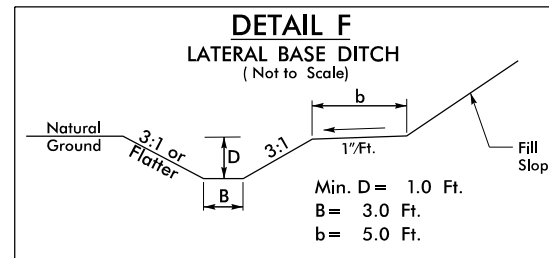 DETAIL F
LATERAL BASE DITCH
( Not to Scale)
b
Natural
Ground
3:1 or
Flatter
D
3:1
1"/Ft.
B
Fill
Slop
Min. D = 1.0 Ft.
B = 3.0 Ft.
b = 5.0 Ft.